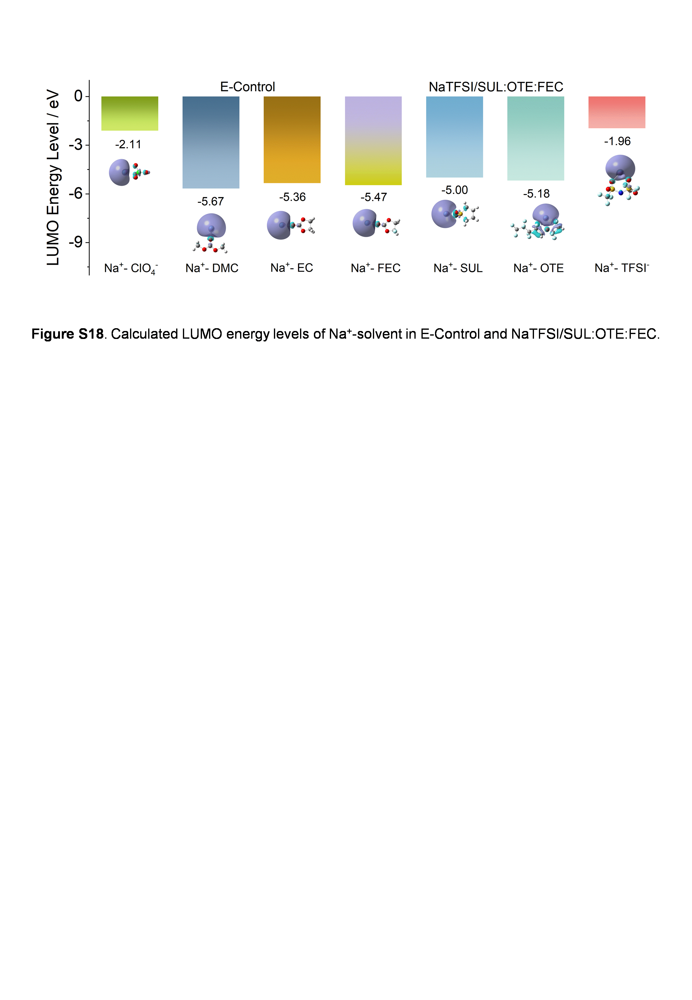 E-Control
NaTFSI/SUL:OTE:FEC
LUMO Energy Level / eV
0
-3
-6
-9
-2.11
-5.67
-5.36
-5.47
-5.00
-5.18
-1.96
Na⁺- ClO₄⁻
Na⁺- DMC
Na⁺- EC
Na⁺- FEC
Na⁺- SUL
Na⁺- OTE
Na⁺- TFSI⁻
Figure S18. Calculated LUMO energy levels of Na⁺-solvent in E-Control and NaTFSI/SUL:OTE:FEC.